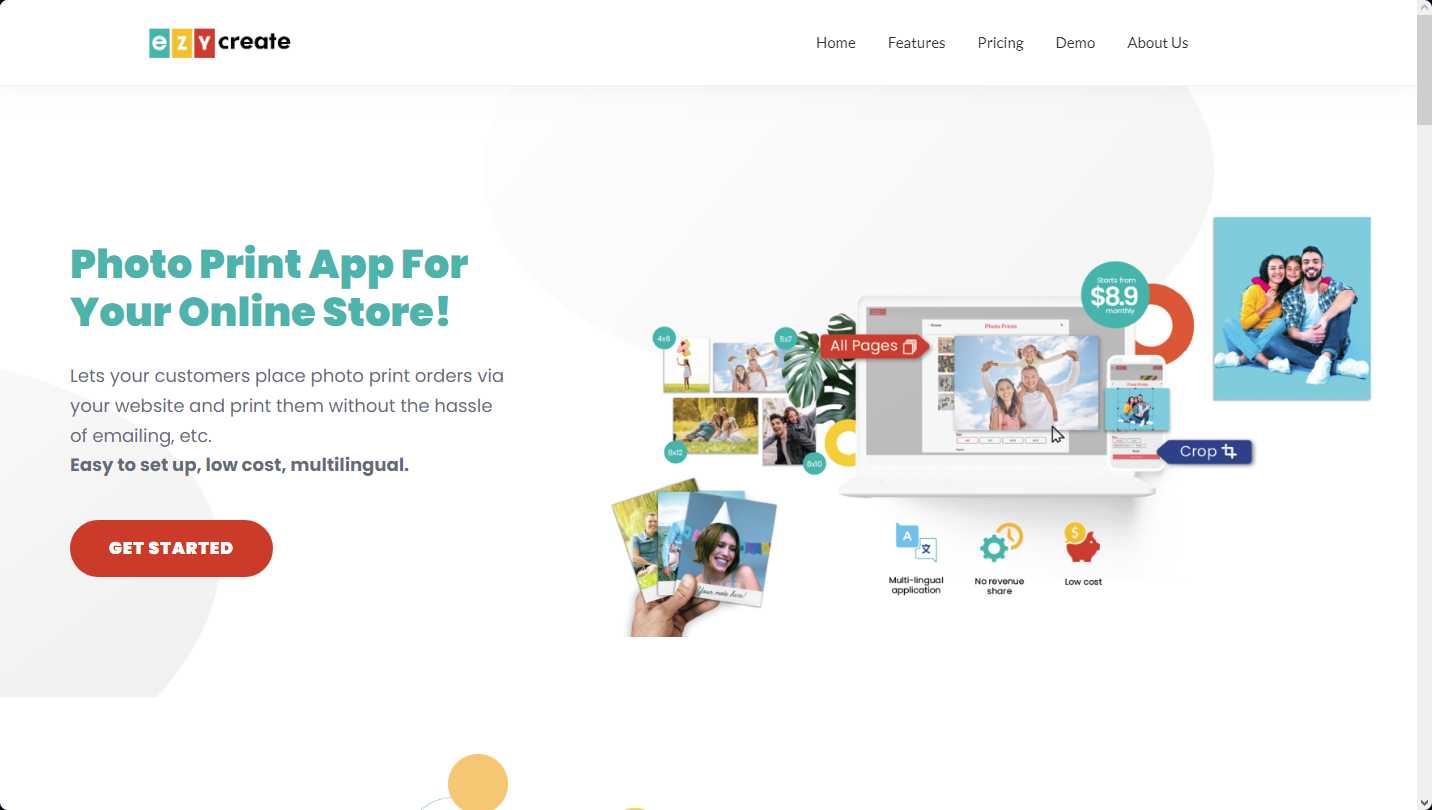 ezy create
Home Features Pricing Demo About Us
Photo Print App For
Your Online Store!
Lets your customers place photo print orders via
your website and print them without the hassle
of emailing, etc.
Easy to set up, low cost, multilingual.
GET STARTED
Starts from
$8.9
monthly
All Pages
Photo Prints
4x6
5x7
8x12
8x10
Crop
Your note here!
A
Multi-lingual
application
No revenue
share
$
Low cost